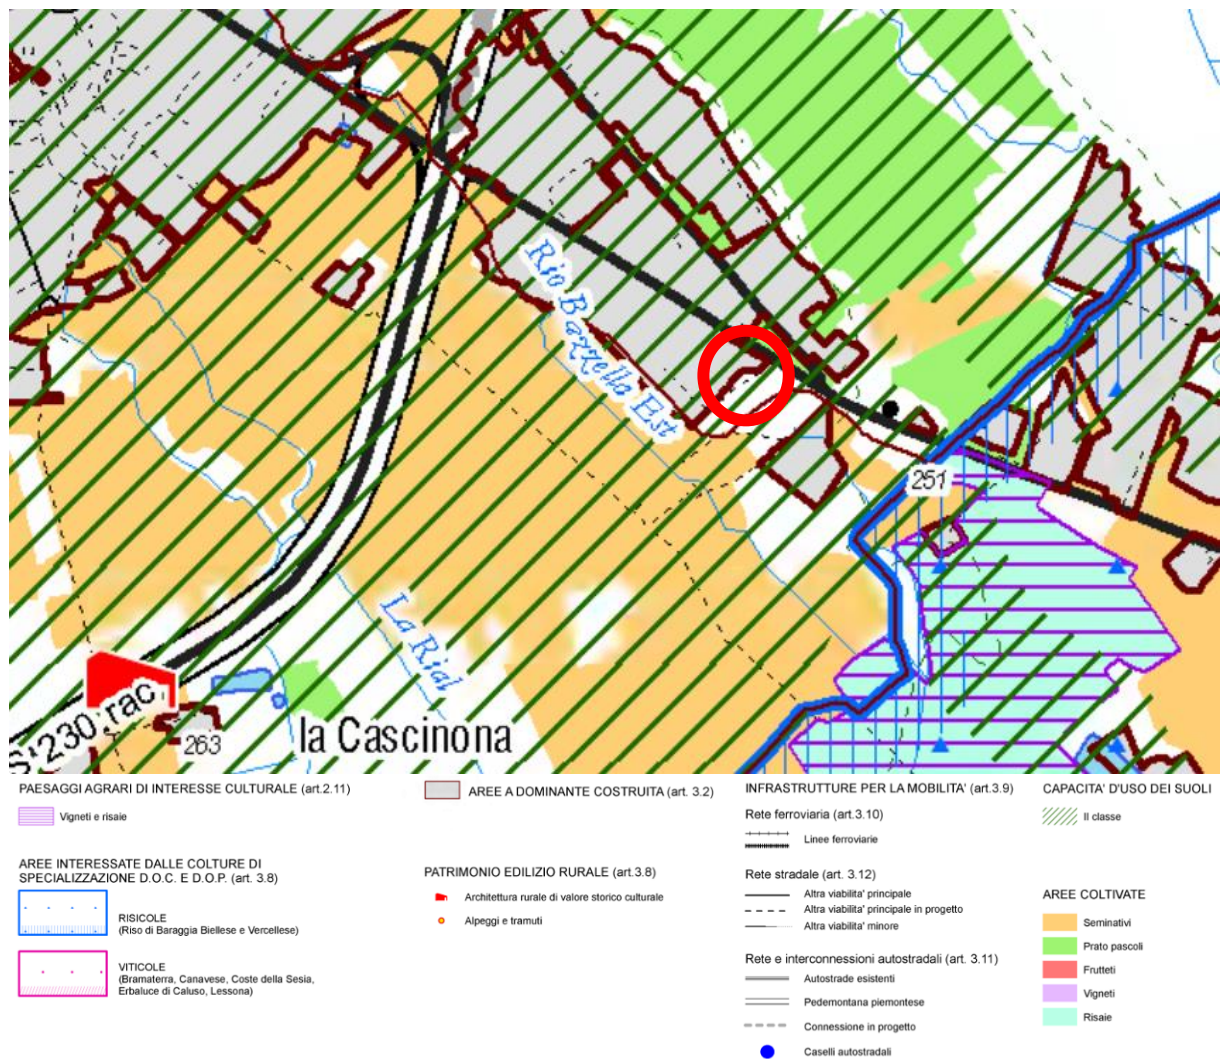 Rio Bazzella Est
251
La Rial
S 230 rac.
263
la Cascinona
PAESAGGI AGRARI DI INTERESSE CULTURALE (art.2.11)
Vigneti e risaie
AREE INTERESSATE DALLE COLTURE DI
SPECIALIZZAZIONE D.O.C. E D.O.P. (art. 3.8)
RISICOLE
(Riso di Baraggia Biellese e Vercellese)
VITICOLE
(Bramaterra, Canavese, Coste della Sesia,
Erbaluce di Caluso, Lessona)
AREE A DOMINANTE COSTRUITA (art. 3.2)
PATRIMONIO EDILIZIO RURALE (art.3.8)
Architettura rurale di valore storico culturale
Alpeggi e tramuti
INFRASTRUTTURE PER LA MOBILITA' (art.3.9)
Rete ferroviaria (art.3.10)
Linee ferroviarie
Rete stradale (art. 3.12)
Altra viabilita' principale
Altra viabilita' principale in progetto
Altra viabilita' minore
Rete e interconnessioni autostradali (art. 3.11)
Autostrade esistenti
Pedemontana piemontese
Connessione in progetto
Caselli autostradali
CAPACITA' D'USO DEI SUOLI
II classe
AREE COLTIVATE
Seminativi
Prato pascoli
Frutteti
Vigneti
Risaie